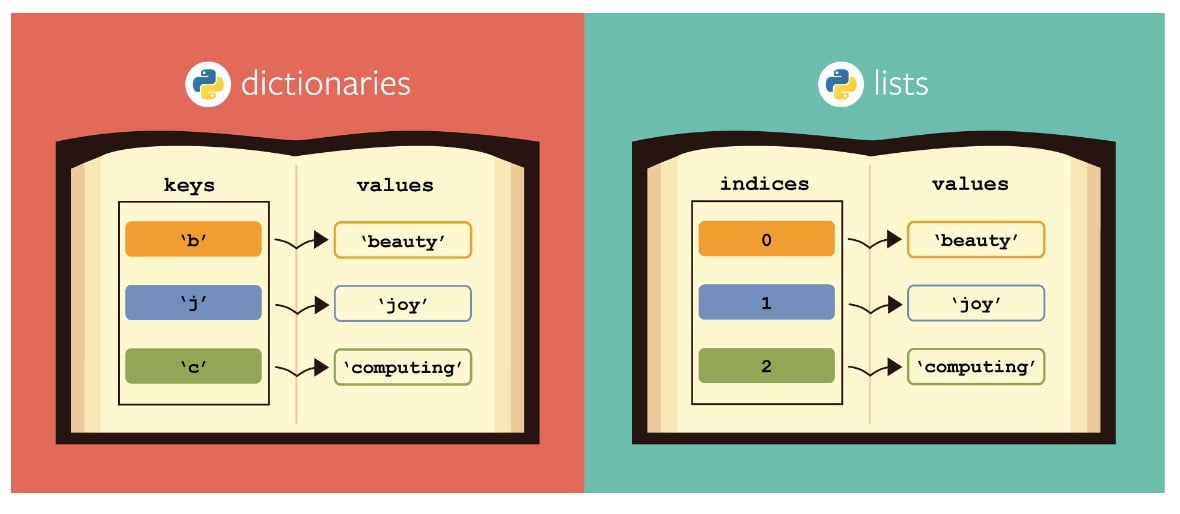 dictionaries
keys values
‘b’ ‘beauty’
‘j’ ‘joy’
‘c’ ‘computing’
lists
indices values
0 ‘beauty’
1 ‘joy’
2 ‘computing’